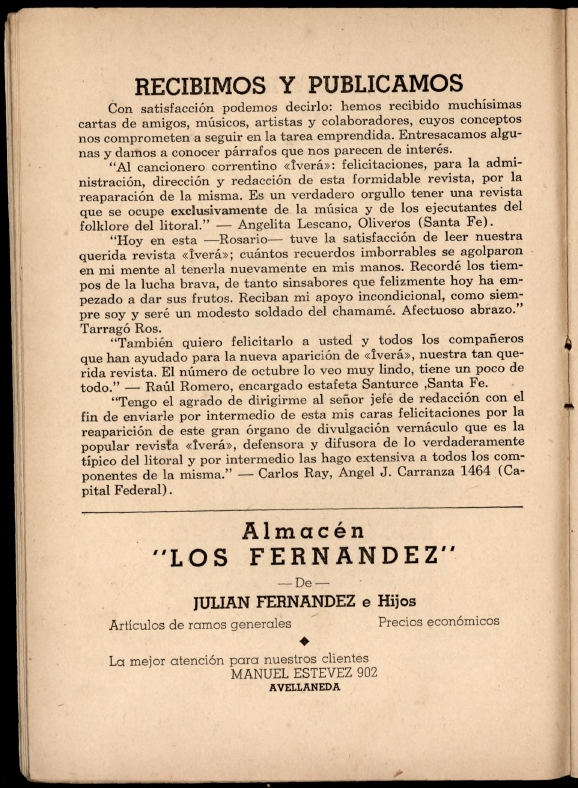 RECIBIMOS Y PUBLICAMOS
Con satisfacción podemos decirlo: hemos recibido muchísimas
cartas de amigos, músicos, artistas y colaboradores, cuyos conceptos
nos comprometen a seguir en la tarea emprendida. Entresacamos algu-
nas y damos a conocer párrafos que nos parecen de interés.
"Al cancionero correntino «Îverá»: felicitaciones, para la admi-
nistración, dirección y redacción de esta formidable revista, por la
reaparación de la misma. Es un verdadero orgullo tener una revista
que se ocupe exclusivamente de la música y de los ejecutantes del
folklore del litoral." — Angelita Lescano, Oliveros (Santa Fe).
"Hoy en esta —Rosario— tuve la satisfacción de leer nuestra
querida revista «Îverá»; cuántos recuerdos imborrables se agolparon
en mi mente al tenerla nuevamente en mis manos. Recordé los tiem-
pos de la lucha brava, de tanto sinsabores que felizmente hoy ha em-
pezado a dar sus frutos. Reciban mi apoyo incondicional, como siem-
pre soy y seré un modesto soldado del chamamé. Afectuoso abrazo."
Tarragó Ros.
"También quiero felicitarlo a usted y todos los compañeros
que han ayudado para la nueva aparición de «Îverá», nuestra tan que-
rida revista. El número de octubre lo veo muy lindo, tiene un poco de
todo." — Raúl Romero, encargado estafeta Santurce ,Santa Fe.
"Tengo el agrado de dirigirme al señor jefe de redacción con el
fin de enviarle por intermedio de esta mis caras felicitaciones por la
reaparición de este gran órgano de divulgación vernáculo que es la
popular revista «Îverá», defensora y difusora de lo verdaderamente
típico del litoral y por intermedio las hago extensiva a todos los com-
ponentes de la misma." — Carlos Ray, Angel J. Carranza 1464 (Ca-
pital Federal).
Almacén
"LOS FERNANDEZ"
— De —
JULIAN FERNANDEZ e Hijos
Artículos de ramos generales Precios económicos
La mejor atención para nuestros clientes
MANUEL ESTEVEZ 902
AVELLANEDA